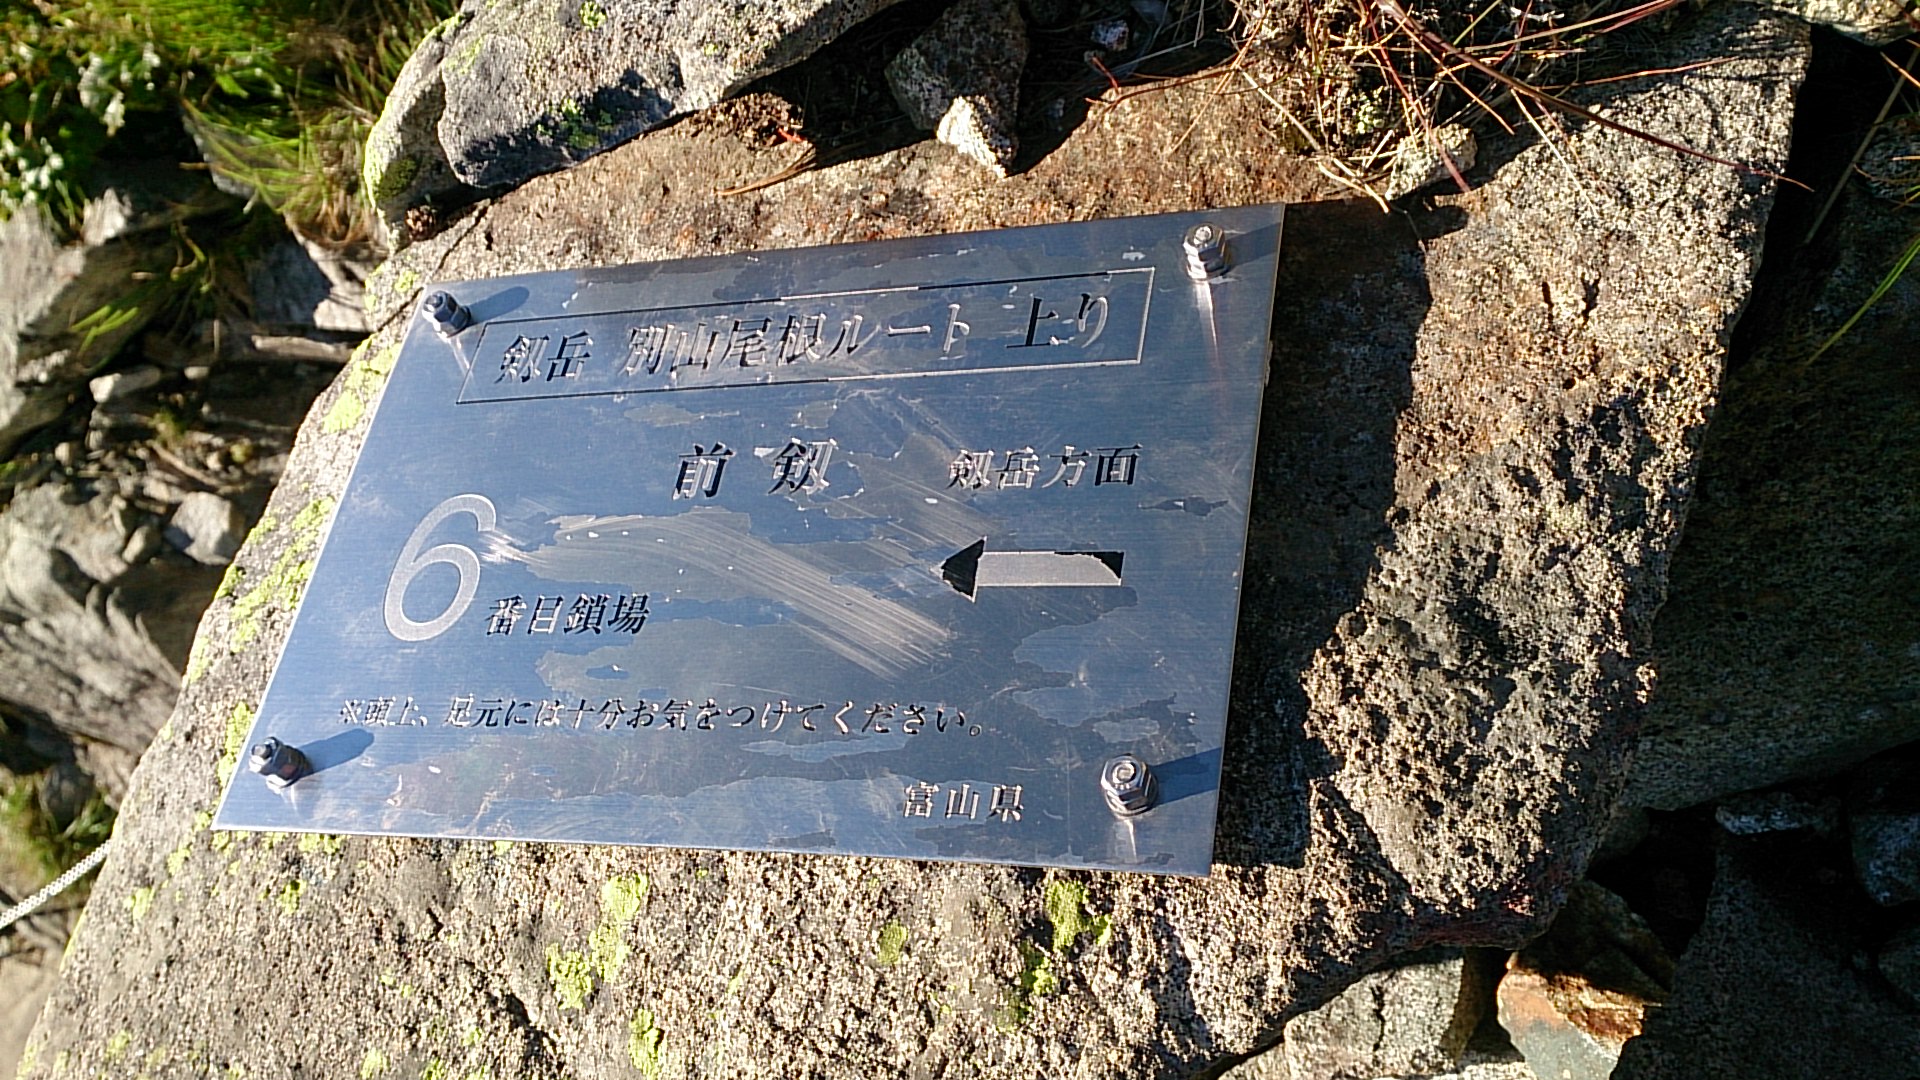 剱岳 別山尾根ルート 上り
前 剱 剱岳方面
6番目鎖場
※頭上、足元には十分お気をつけてください。
富山県